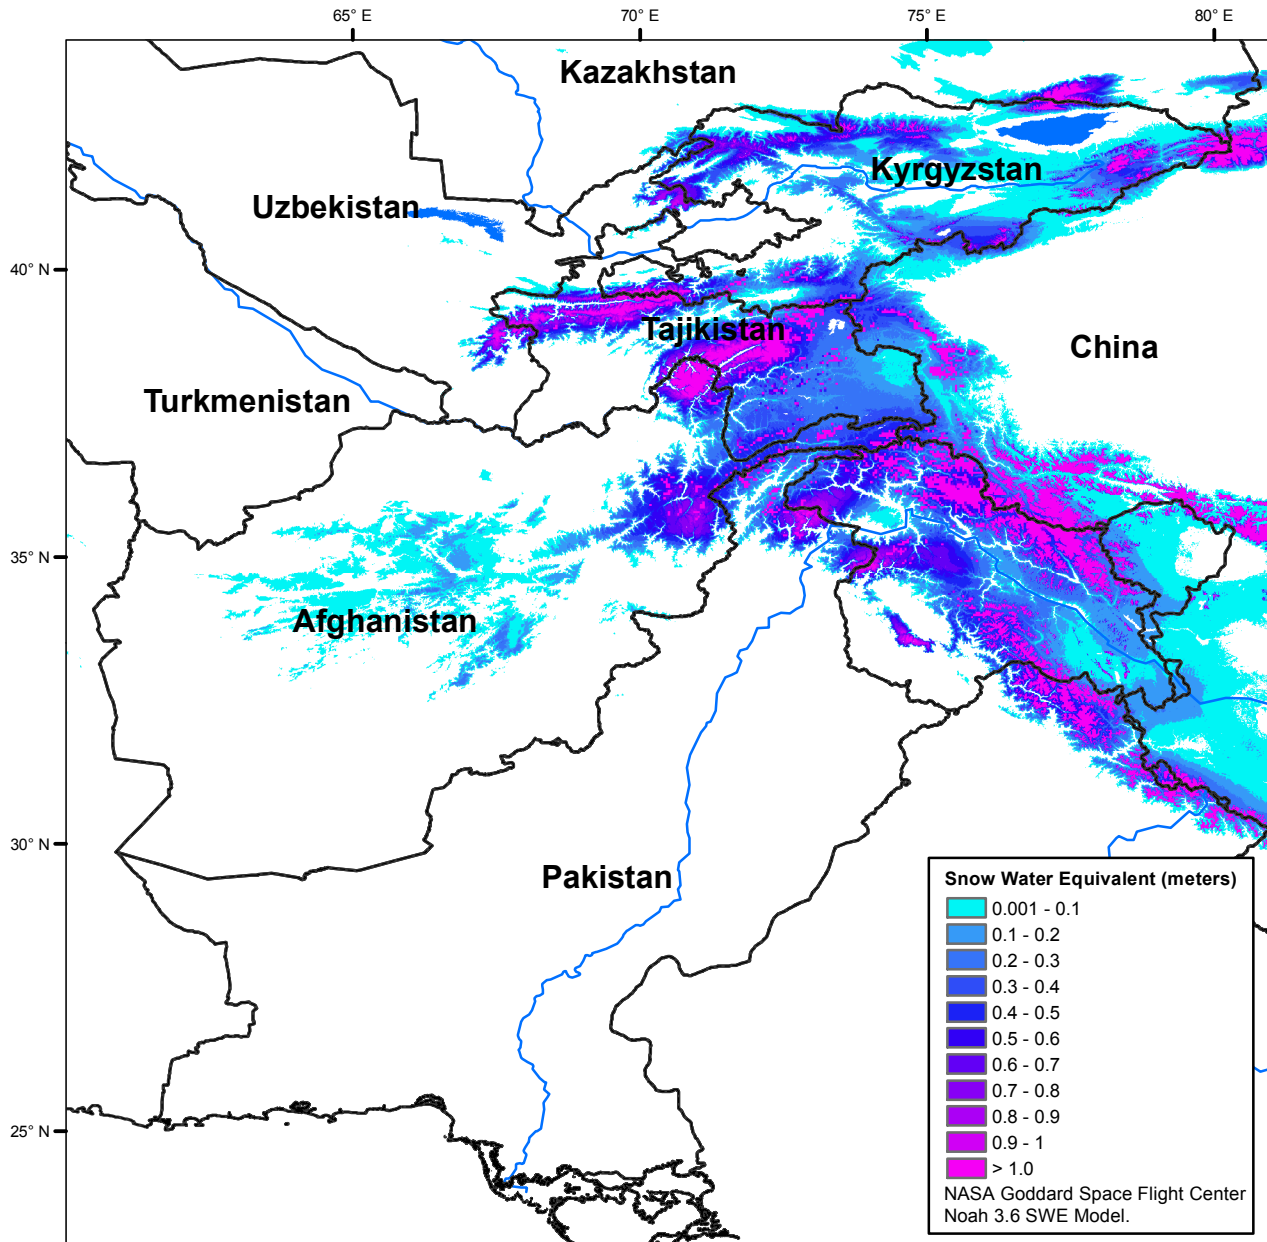 65° E
70° E
75° E
80° E
Kazakhstan
Kyrgyzstan
Uzbekistan
40° N
Tajikistan
China
Turkmenistan
35° N
Afghanistan
30° N
Pakistan
25° N
Snow Water Equivalent (meters)
0.001 - 0.1
0.1 - 0.2
0.2 - 0.3
0.3 - 0.4
0.4 - 0.5
0.5 - 0.6
0.6 - 0.7
0.7 - 0.8
0.8 - 0.9
0.9 - 1
> 1.0
NASA Goddard Space Flight Center
Noah 3.6 SWE Model.